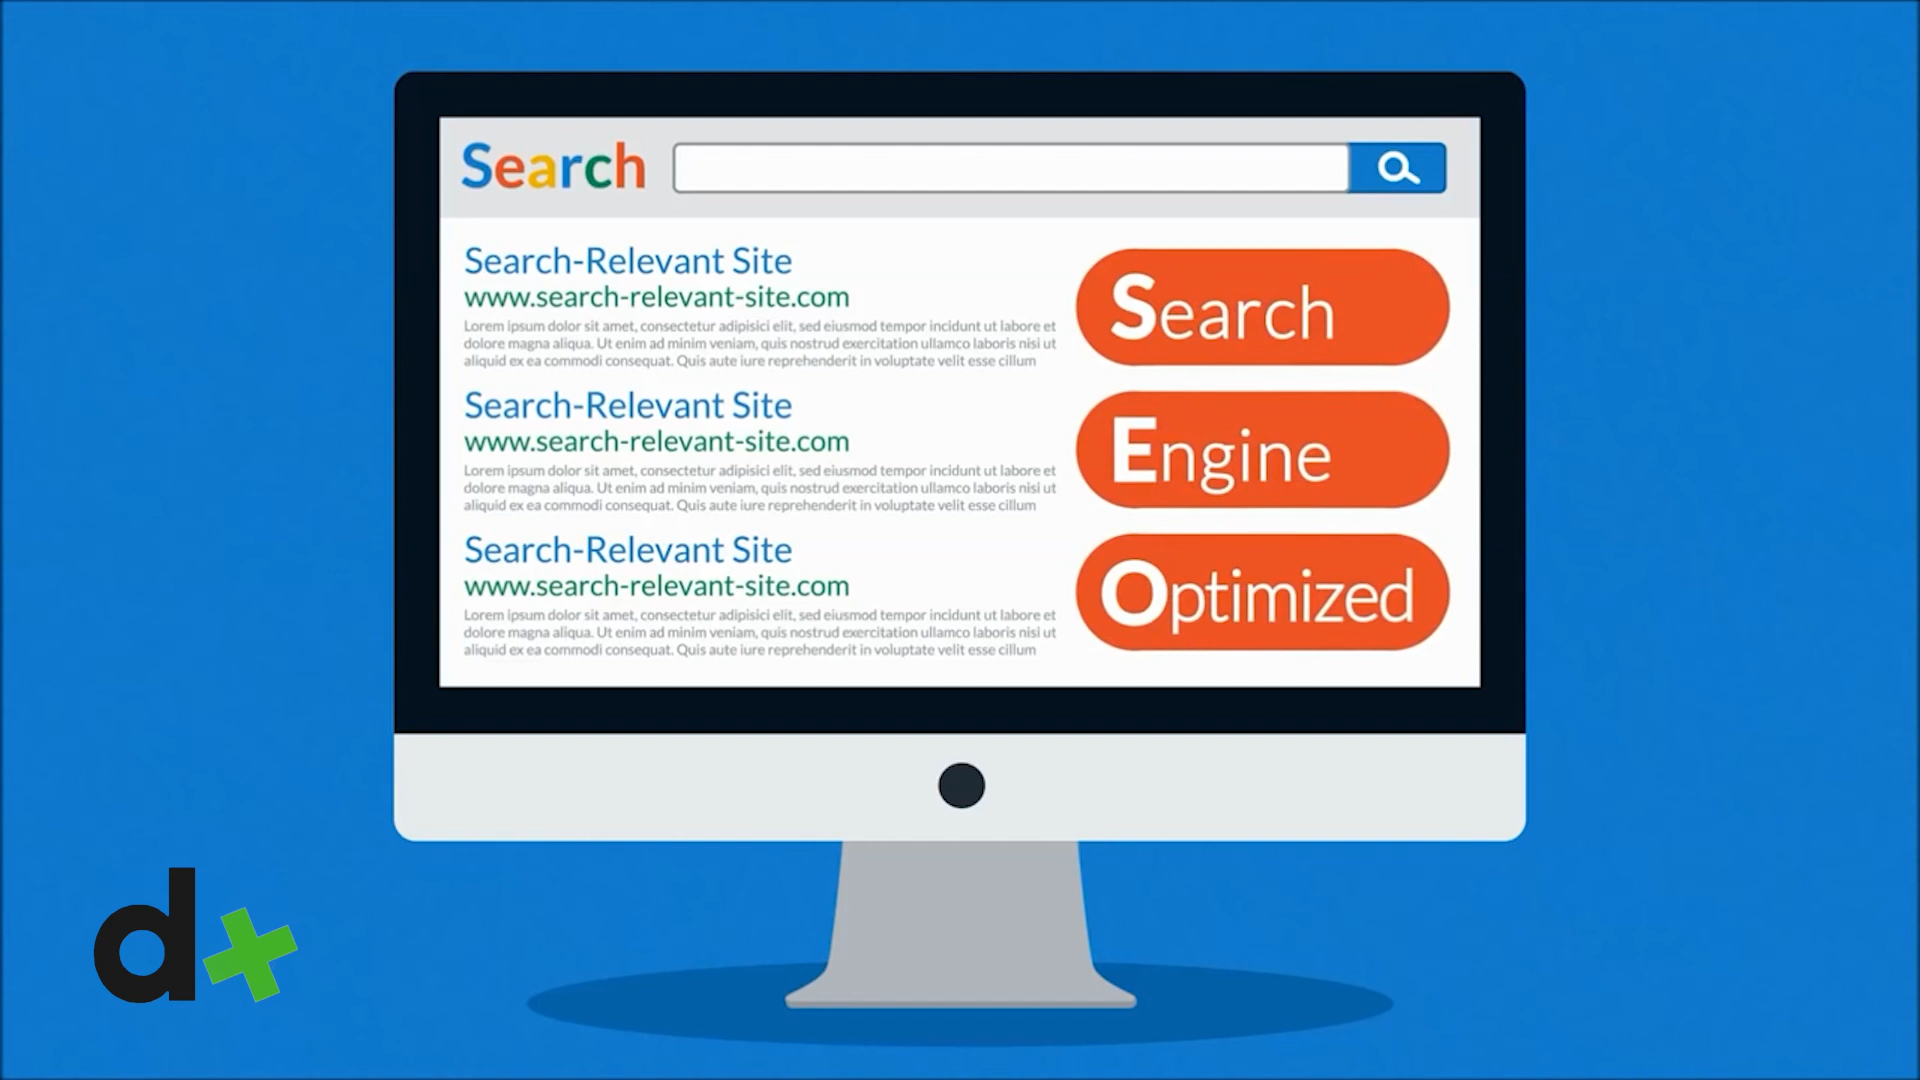 Search
Search-Relevant Site
www.search-relevant-site.com
Lorem ipsum dolor sit amet, consectetur adipisici elit, sed eiusmod tempor incidunt ut labore et
dolore magna aliqua. Ut enim ad minim veniam, quis nostrud exercitation ullamco laboris nisi ut
aliquid ex ea commodi consequat. Quis aute iure reprehenderit in voluptate velit esse cillum
Search-Relevant Site
www.search-relevant-site.com
Lorem ipsum dolor sit amet, consectetur adipisici elit, sed eiusmod tempor incidunt ut labore et
dolore magna aliqua. Ut enim ad minim veniam, quis nostrud exercitation ullamco laboris nisi ut
aliquid ex ea commodi consequat. Quis aute iure reprehenderit in voluptate velit esse cillum
Search-Relevant Site
www.search-relevant-site.com
Lorem ipsum dolor sit amet, consectetur adipisici elit, sed eiusmod tempor incidunt ut labore et
dolore magna aliqua. Ut enim ad minim veniam, quis nostrud exercitation ullamco laboris nisi ut
aliquid ex ea commodi consequat. Quis aute iure reprehenderit in voluptate velit esse cillum
Search
Engine
Optimized
d+